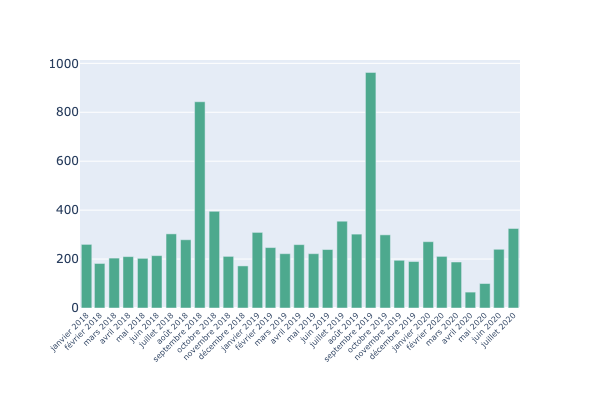 1000
800
600
400
200
0
janvier 2018
février 2018
mars 2018
avril 2018
mai 2018
juin 2018
juillet 2018
août 2018
septembre 2018
octobre 2018
novembre 2018
décembre 2018
janvier 2019
février 2019
mars 2019
avril 2019
mai 2019
juin 2019
juillet 2019
août 2019
septembre 2019
octobre 2019
novembre 2019
décembre 2019
janvier 2020
février 2020
mars 2020
avril 2020
mai 2020
juin 2020
juillet 2020